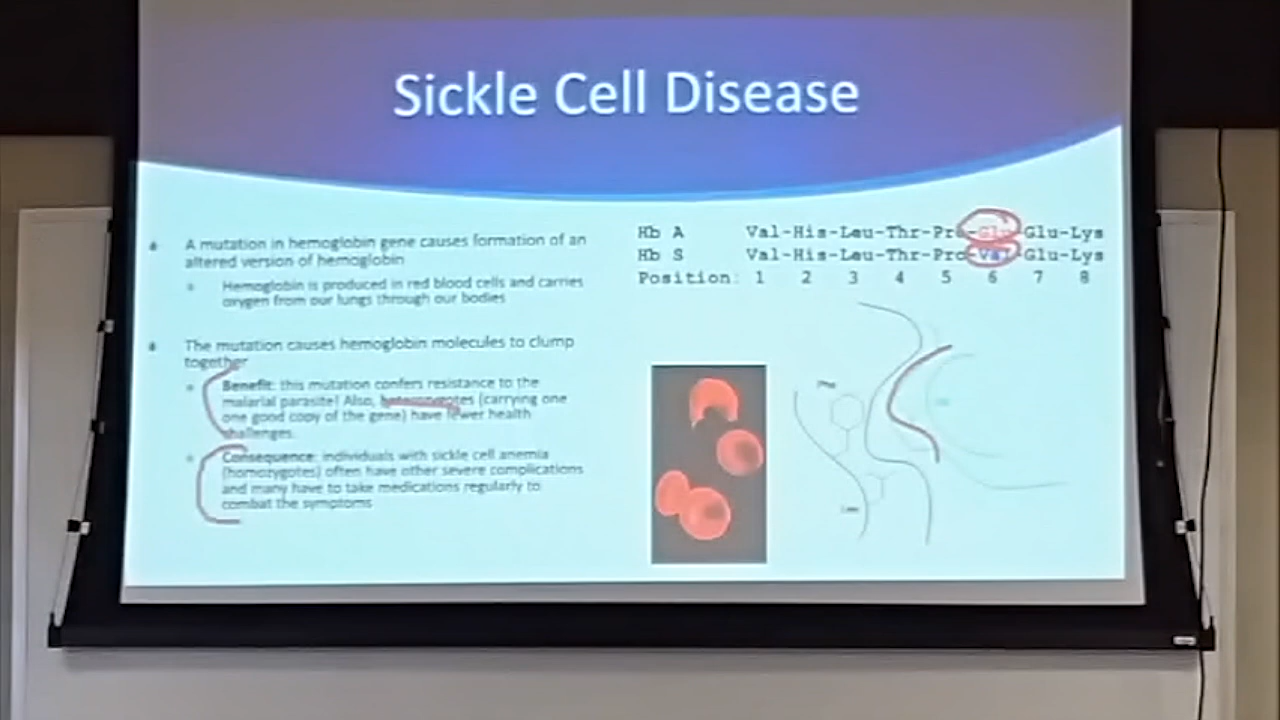 Sickle Cell Disease
A mutation in hemoglobin gene causes formation of an
altered version of hemoglobin
Hemoglobin is produced in red blood cells and carries
oxygen from our lungs through our bodies
The mutation causes hemoglobin molecules to clump
together
Benefit: this mutation confers resistance to the
malarial parasite! Also, heterozygotes (carrying one
one good copy of the gene) have fewer health
challenges.
Consequence: individuals with sickle cell anemia
(homozygotes) often have other severe complications
and many have to take medications regularly to
combat the symptoms
Hb A Val-His-Leu-Thr-Pro-Glu-Glu-Lys
Hb S Val-His-Leu-Thr-Pro-Val-Glu-Lys
Position: 1 2 3 4 5 6 7 8
Phe
Leu